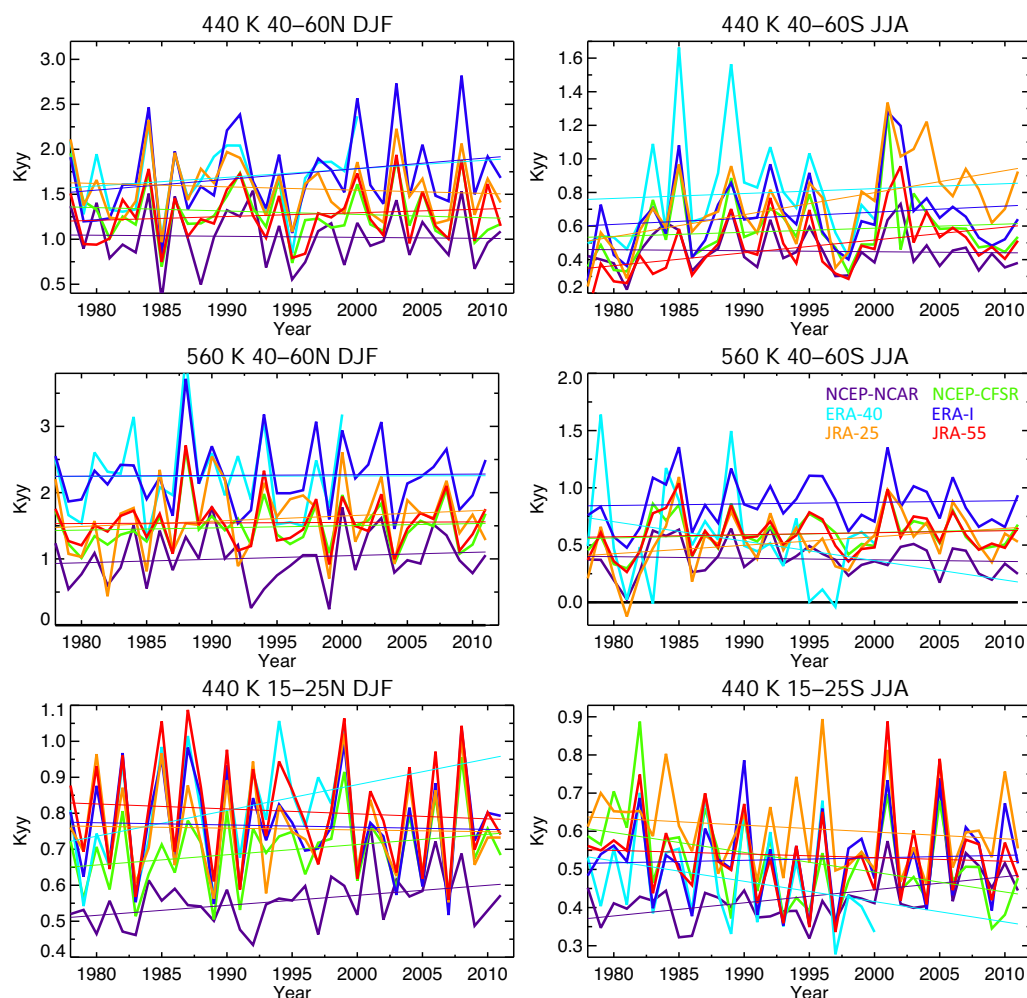 440 K 40–60N DJF
440 K 40–60S JJA
3.0
2.5
2.0
1.5
1.0
0.5
Kyy
1980 1985 1990 1995 2000 2005 2010
Year
1.6
1.4
1.2
1.0
0.8
0.6
0.4
0.2
Kyy
1980 1985 1990 1995 2000 2005 2010
Year
560 K 40–60N DJF
560 K 40–60S JJA
3
2
1
0
Kyy
1980 1985 1990 1995 2000 2005 2010
Year
2.0
1.5
1.0
0.5
0.0
Kyy
NCEP-NCAR NCEP-CFSR
ERA-40 ERA-I
JRA-25 JRA-55
1980 1985 1990 1995 2000 2005 2010
Year
440 K 15–25N DJF
440 K 15–25S JJA
1.1
1.0
0.9
0.8
0.7
0.6
0.5
0.4
Kyy
1980 1985 1990 1995 2000 2005 2010
Year
0.9
0.8
0.7
0.6
0.5
0.4
0.3
Kyy
1980 1985 1990 1995 2000 2005 2010
Year